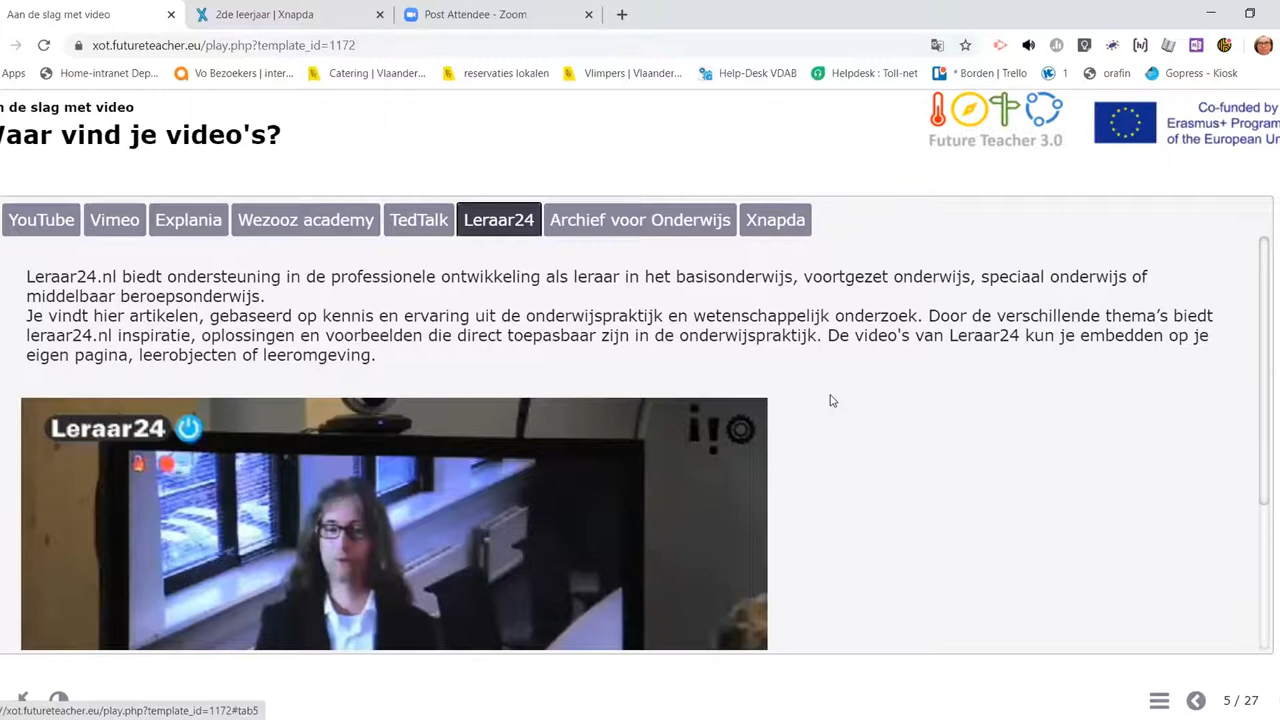 Aan de slag met video
2de leerjaar | Xnapda
Post Attendee - Zoom
xot.futureteacher.eu/play.php?template_id=1172
Apps
Home-intranet Dep...
Vo Bezoekers | inter...
Catering | Vlaander...
reservaties lokalen
Vlimpers | Vlaander...
Help-Desk VDAB
Helpdesk : Toll-net
* Borden | Trello
1
orafin
Gopress - Kiosk
n de slag met video
Waar vind je video's?
Future Teacher 3.0
Co-funded by
Erasmus+ Program
of the European Un
YouTube
Vimeo
Explania
Wezooz academy
TedTalk
Leraar24
Archief voor Onderwijs
Xnapda
Leraar24.nl biedt ondersteuning in de professionele ontwikkeling als leraar in het basisonderwijs, voortgezet onderwijs, speciaal onderwijs of
middelbaar beroepsonderwijs.
Je vindt hier artikelen, gebaseerd op kennis en ervaring uit de onderwijspraktijk en wetenschappelijk onderzoek. Door de verschillende thema's biedt
leraar24.nl inspiratie, oplossingen en voorbeelden die direct toepasbaar zijn in de onderwijspraktijk. De video's van Leraar24 kun je embedden op je
eigen pagina, leerobjecten of leeromgeving.
Leraar24
5 / 27
//xot.futureteacher.eu/play.php?template_id=1172#tab5